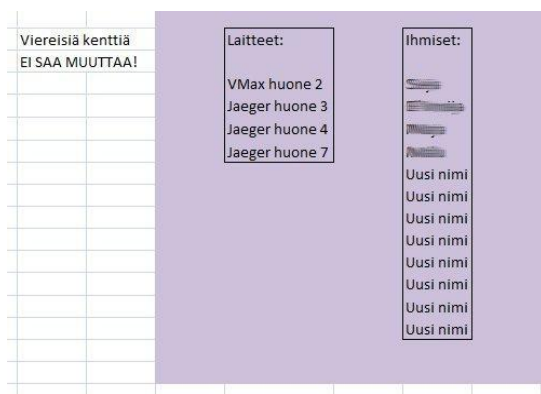 Viereisiä kenttiä
EI SAA MUUTTAA!
Laitteet:
VMax huone 2
Jaeger huone 3
Jaeger huone 4
Jaeger huone 7
Ihmiset:
Uusi nimi
Uusi nimi
Uusi nimi
Uusi nimi
Uusi nimi
Uusi nimi
Uusi nimi
Uusi nimi